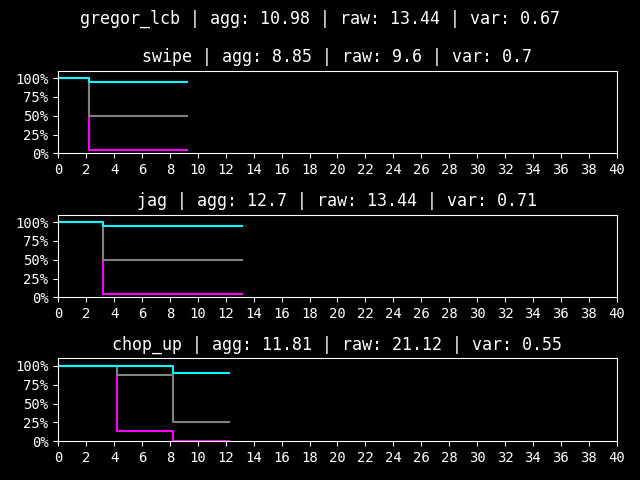 gregor_lcb | agg: 10.98 | raw: 13.44 | var: 0.67
swipe | agg: 8.85 | raw: 9.6 | var: 0.7
100%
75%
50%
25%
0%
0 2 4 6 8 10 12 14 16 18 20 22 24 26 28 30 32 34 36 38 40
jag | agg: 12.7 | raw: 13.44 | var: 0.71
100%
75%
50%
25%
0%
0 2 4 6 8 10 12 14 16 18 20 22 24 26 28 30 32 34 36 38 40
chop_up | agg: 11.81 | raw: 21.12 | var: 0.55
100%
75%
50%
25%
0%
0 2 4 6 8 10 12 14 16 18 20 22 24 26 28 30 32 34 36 38 40